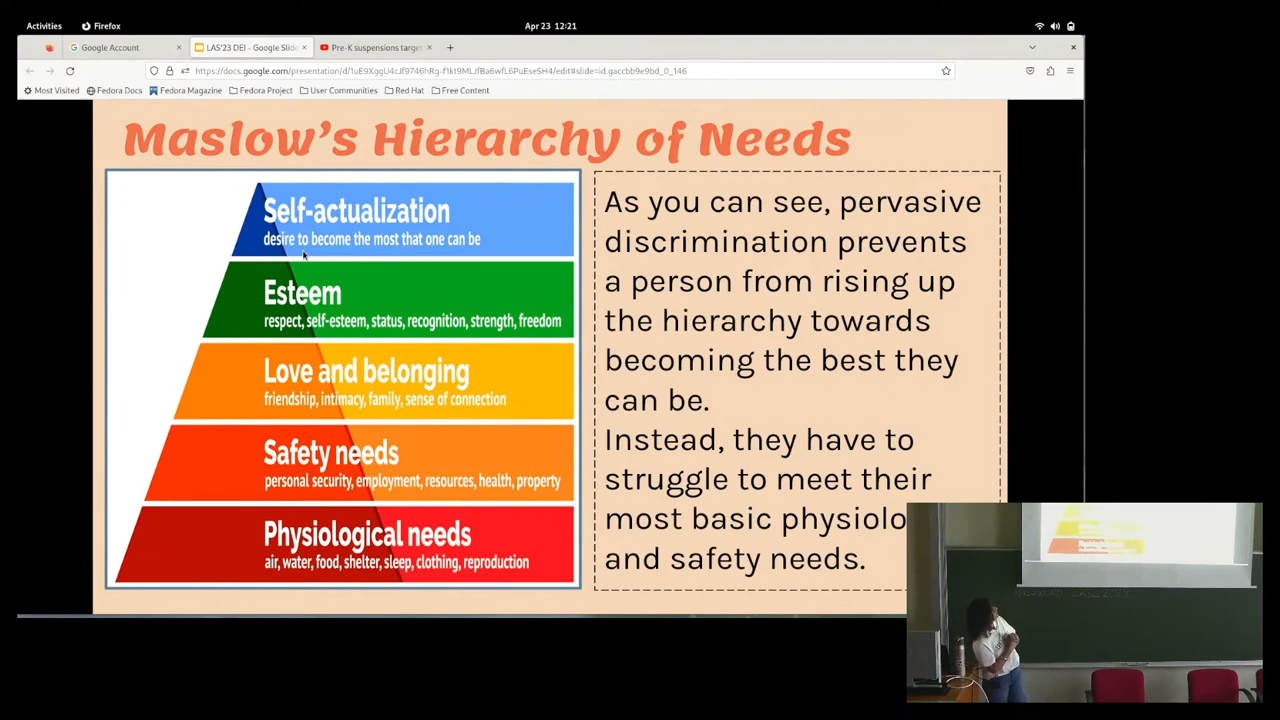 Activities
Firefox
Apr 23 12:21
Google Account
LAS'23 DEI - Google Slide
Pre-K suspensions target
https://docs.google.com/presentation/d/1uE9XggU4cJf9746hRg-f1kt9MLJfBa6wfL6PuEseSH4/edit#slide=id.gaccbb9e9bd_0_146
Most Visited
Fedora Docs
Fedora Magazine
Fedora Project
User Communities
Red Hat
Free Content
Maslow's Hierarchy of Needs
Self-actualization
desire to become the most that one can be
Esteem
respect, self-esteem, status, recognition, strength, freedom
Love and belonging
friendship, intimacy, family, sense of connection
Safety needs
personal security, employment, resources, health, property
Physiological needs
air, water, food, shelter, sleep, clothing, reproduction
As you can see, pervasive
discrimination prevents
a person from rising up
the hierarchy towards
becoming the best they
can be.
Instead, they have to
struggle to meet their
most basic physiolo
and safety needs.